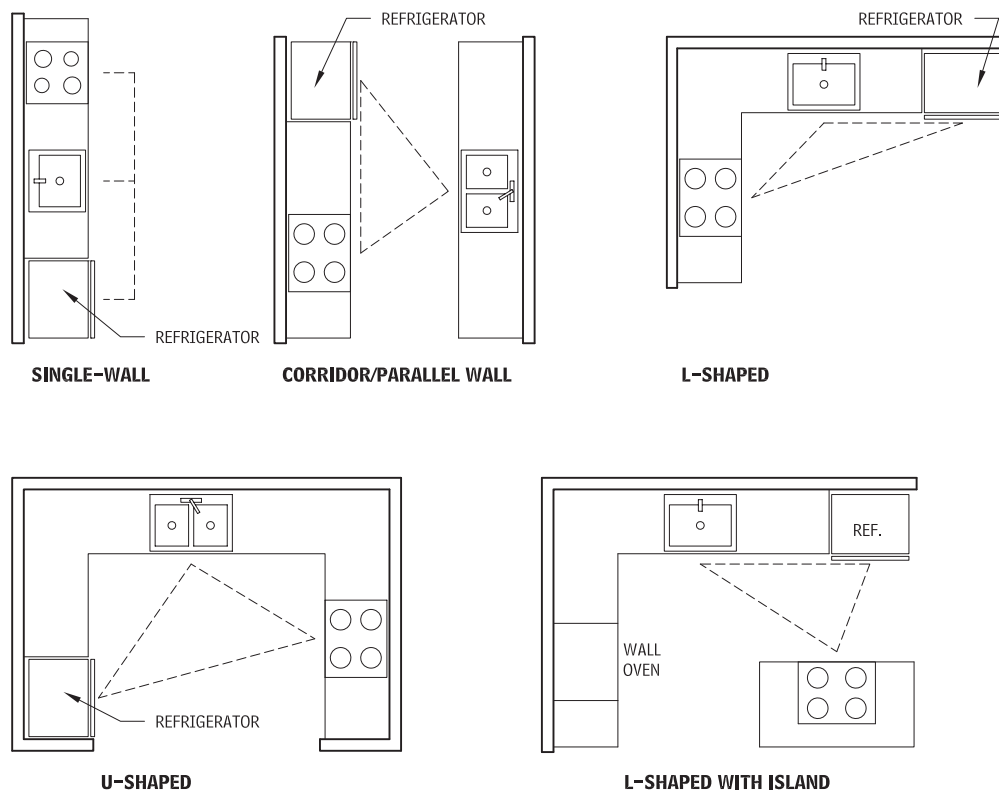 REFRIGERATOR
REFRIGERATOR
REFRIGERATOR
SINGLE-WALL
CORRIDOR/PARALLEL WALL
L-SHAPED
REF.
WALL
OVEN
REFRIGERATOR
U-SHAPED
L-SHAPED WITH ISLAND